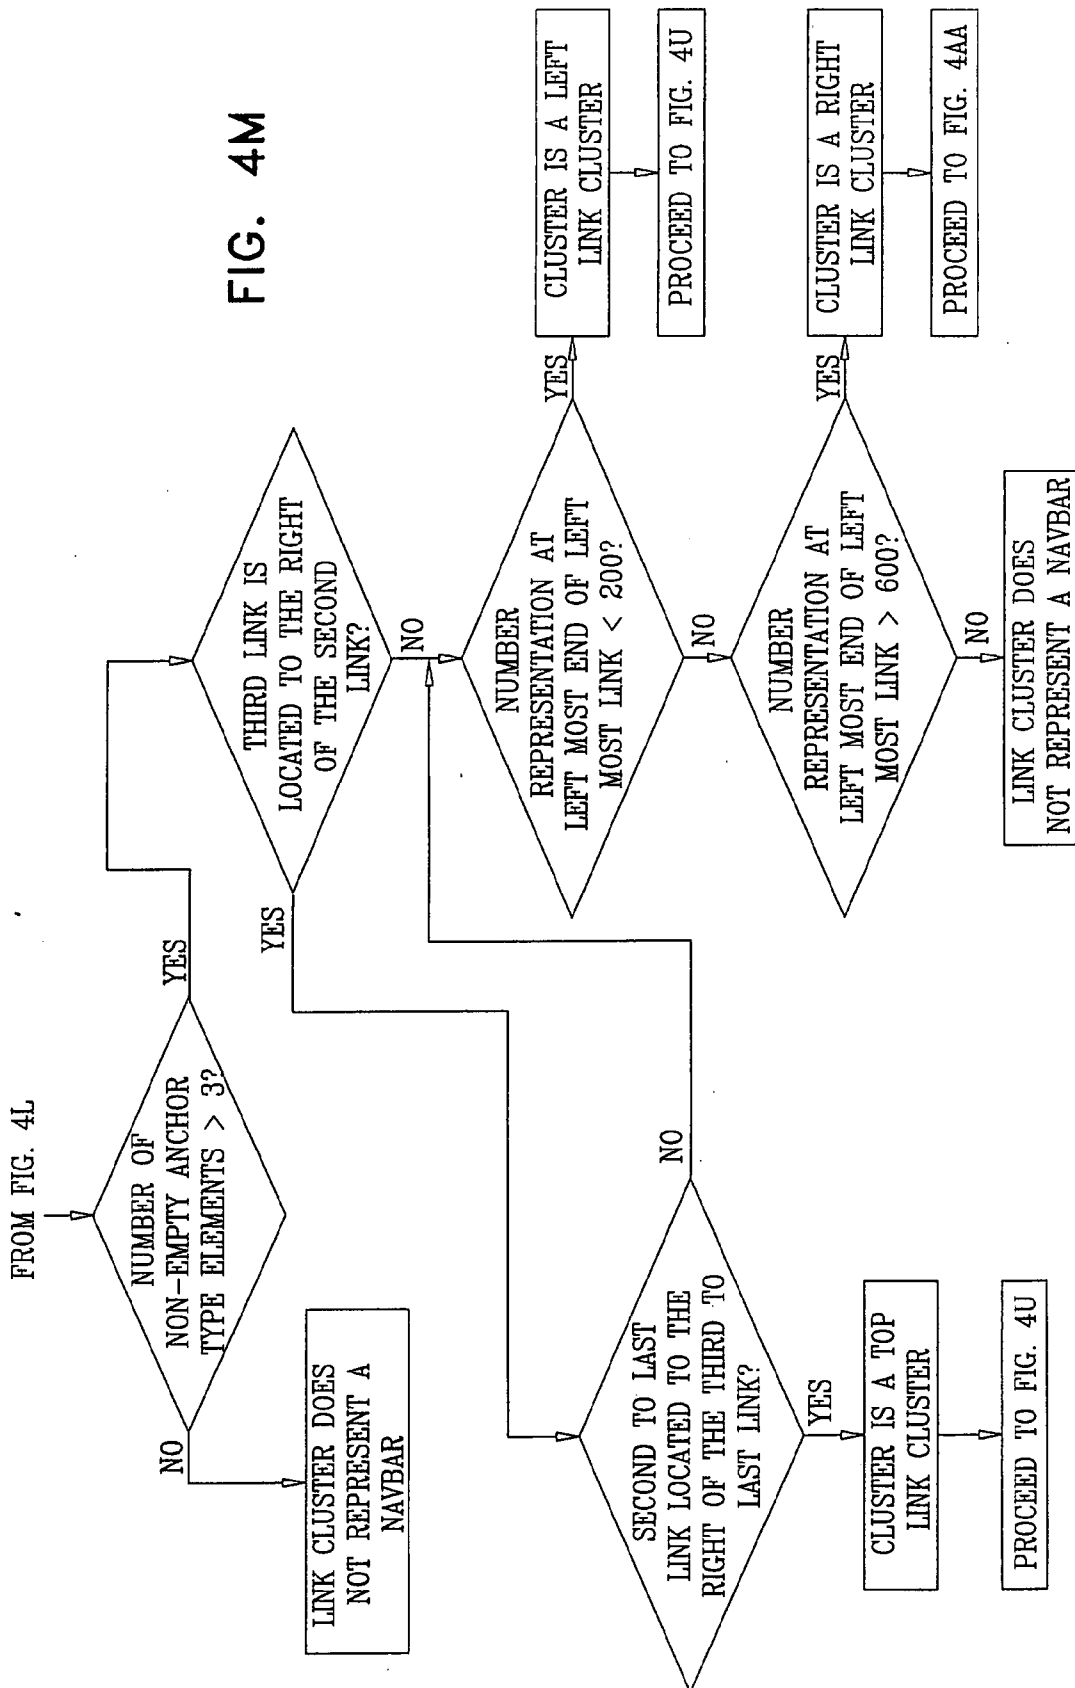 FIG. 4M
FROM FIG. 4L
NUMBER OF
NON-EMPTY ANCHOR
TYPE ELEMENTS > 3?
YES
NO
LINK CLUSTER DOES
NOT REPRESENT A
NAVBAR
THIRD LINK IS
LOCATED TO THE RIGHT
OF THE SECOND
LINK?
YES
NO
SECOND TO LAST
LINK LOCATED TO THE
RIGHT OF THE THIRD TO
LAST LINK?
NO
YES
CLUSTER IS A TOP
LINK CLUSTER
PROCEED TO FIG. 4U
NUMBER
REPRESENTATION AT
LEFT MOST END OF LEFT
MOST LINK < 200?
YES
CLUSTER IS A LEFT
LINK CLUSTER
PROCEED TO FIG. 4U
NO
NUMBER
REPRESENTATION AT
LEFT MOST END OF LEFT
MOST LINK > 600?
YES
CLUSTER IS A RIGHT
LINK CLUSTER
PROCEED TO FIG. 4AA
NO
LINK CLUSTER DOES
NOT REPRESENT A NAVBAR